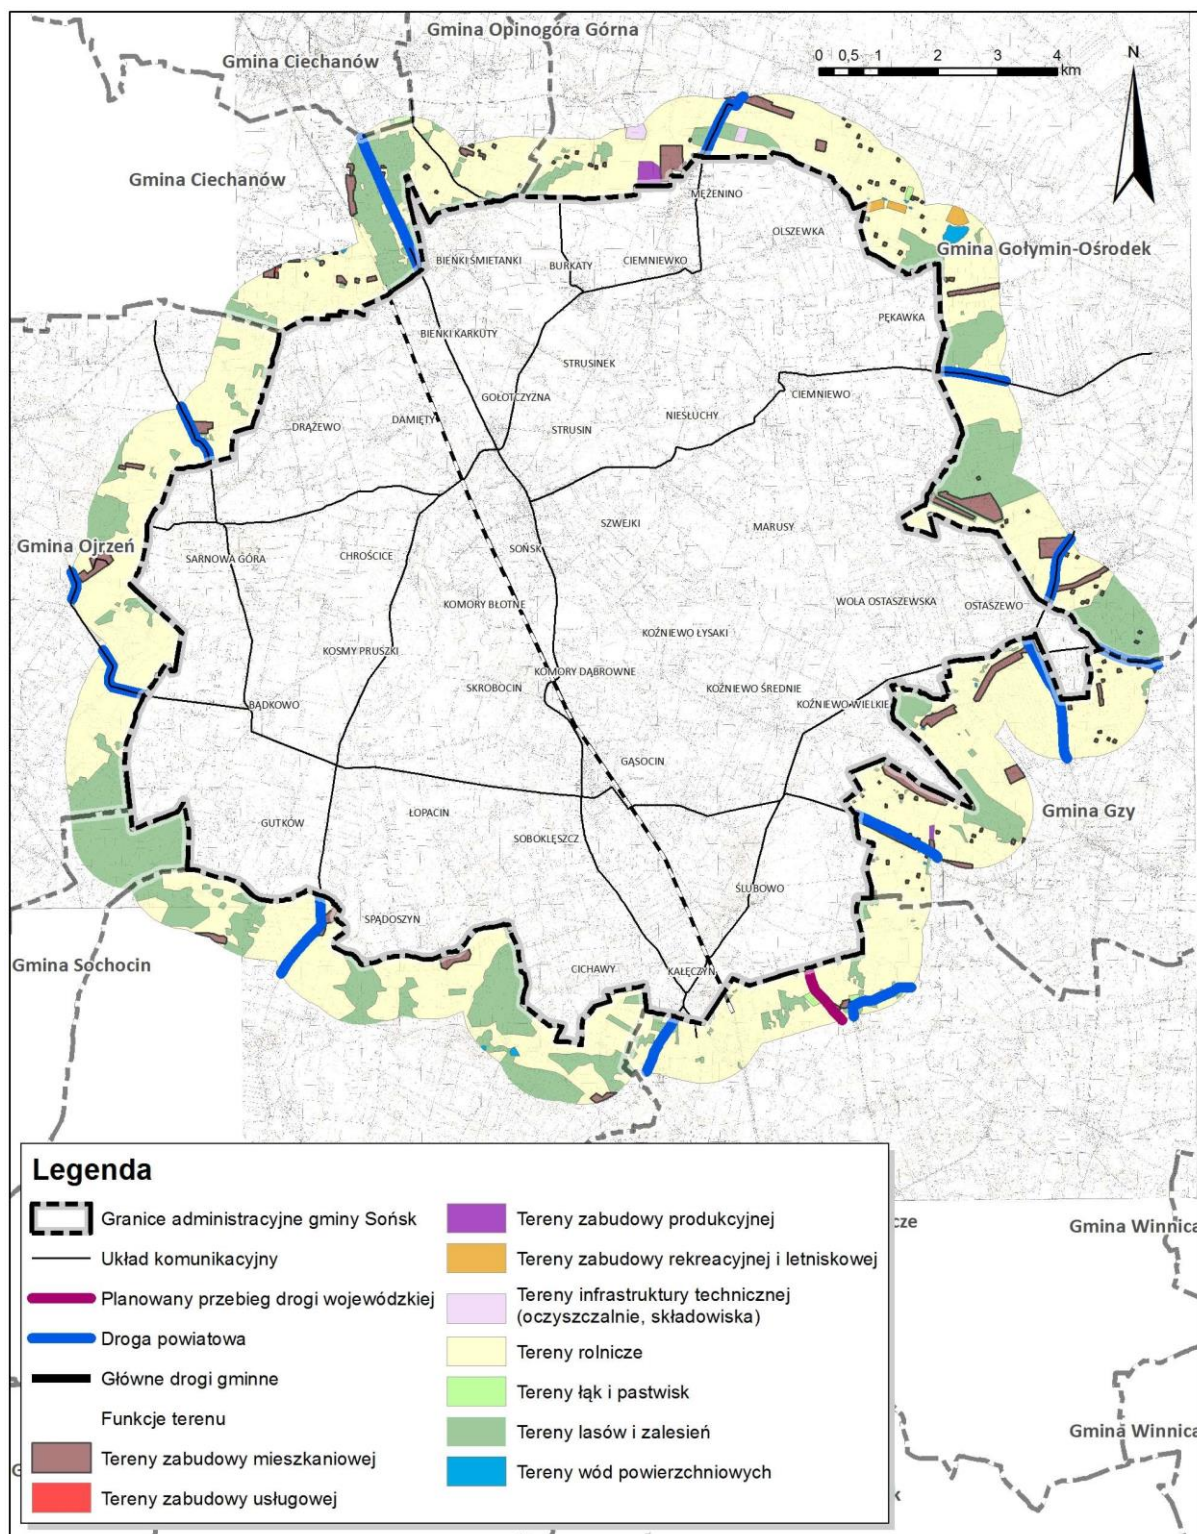 Gmina Opinogóra Górna
Gmina Ciechanów
0 0,5 1 2 3 4
km
N
Gmina Ciechanów
MĘŻENINO
OLSZEWKA
Gmina Gołymin-Ośrodek
BIEŃKI ŚMIETANKI
BURKATY
CIEMNIEWKO
PĘKAWKA
BIEŃKI KARKUTY
STRUSINEK
GOŁOTCZYZNA
CIEMNIEWO
DRĄŻEWO
DAMIĘTY
STRUSIN
NIESŁUCHY
SZWEJKI
MARUSY
Gmina Ojrzeń
SARNOWA GÓRA
CHROŚCICE
SOŃSK
KOMORY BŁOTNE
WOLA OSTASZEWSKA
OSTASZEWO
KOŹNIEWO ŁYSAKI
KOSMY PRUSZKI
KOMORY DĄBROWNE
SKROBOCIN
KOŹNIEWO ŚREDNIE
BĄDKOWO
KOŹNIEWO WIELKIE
GĄSOCIN
Gmina Gzy
GUTKÓW
ŁOPACIN
SOBOKLĘSZCZ
ŚLUBOWO
SPĄDOSZYN
Gmina Sochocin
CICHAWY
KAŁĘCZYN
Legenda
Granice administracyjne gminy Sońsk
Układ komunikacyjny
Planowany przebieg drogi wojewódzkiej
Droga powiatowa
Główne drogi gminne
Funkcje terenu
Tereny zabudowy mieszkaniowej
Tereny zabudowy usługowej
Tereny zabudowy produkcyjnej
Tereny zabudowy rekreacyjnej i letniskowej
Tereny infrastruktury technicznej
(oczyszczalnie, składowiska)
Tereny rolnicze
Tereny łąk i pastwisk
Tereny lasów i zalesień
Tereny wód powierzchniowych
cze
Gmina Winnica
Gmina Winnica